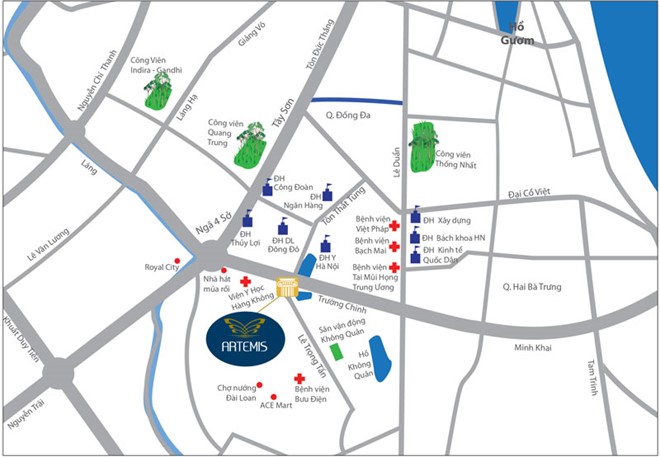 Hồ
Gươm
Giảng Võ
Tôn Đức Thắng
Nguyễn Chí Thanh
Công Viên
Indira - Gandhi
Láng Hạ
Tây Sơn
Q. Đống Đa
Công viên
Quang
Trung
Lê Duẩn
Công viên
Thống Nhất
Láng
ĐH
Công Đoàn
ĐH
Ngân Hàng
Tôn Thất Tùng
Đại Cồ Việt
Ngã 4 Sở
ĐH
Thủy Lợi
ĐH DL
Đông Đô
Bệnh viện
Việt Pháp
ĐH Xây dựng
Lê Văn Lương
ĐH Y
Hà Nội
Bệnh viện
Bạch Mai
ĐH Bách khoa HN
ĐH Kinh tế
Quốc Dân
Royal City
Nhà hát
múa rối
Viện Y Học
Hàng Không
Bệnh viện
Tai Mũi Họng
Trung Ương
Q. Hai Bà Trưng
Trường Chinh
ARTEMIS
Khuất Duy Tiến
Lê Trọng Tấn
Sân vận động
Không Quân
Hồ
Không
Quân
Minh Khai
Tam Trinh
Chợ nướng
Đài Loan
ACE Mart
Bệnh viện
Bưu Điện
Nguyễn Trãi